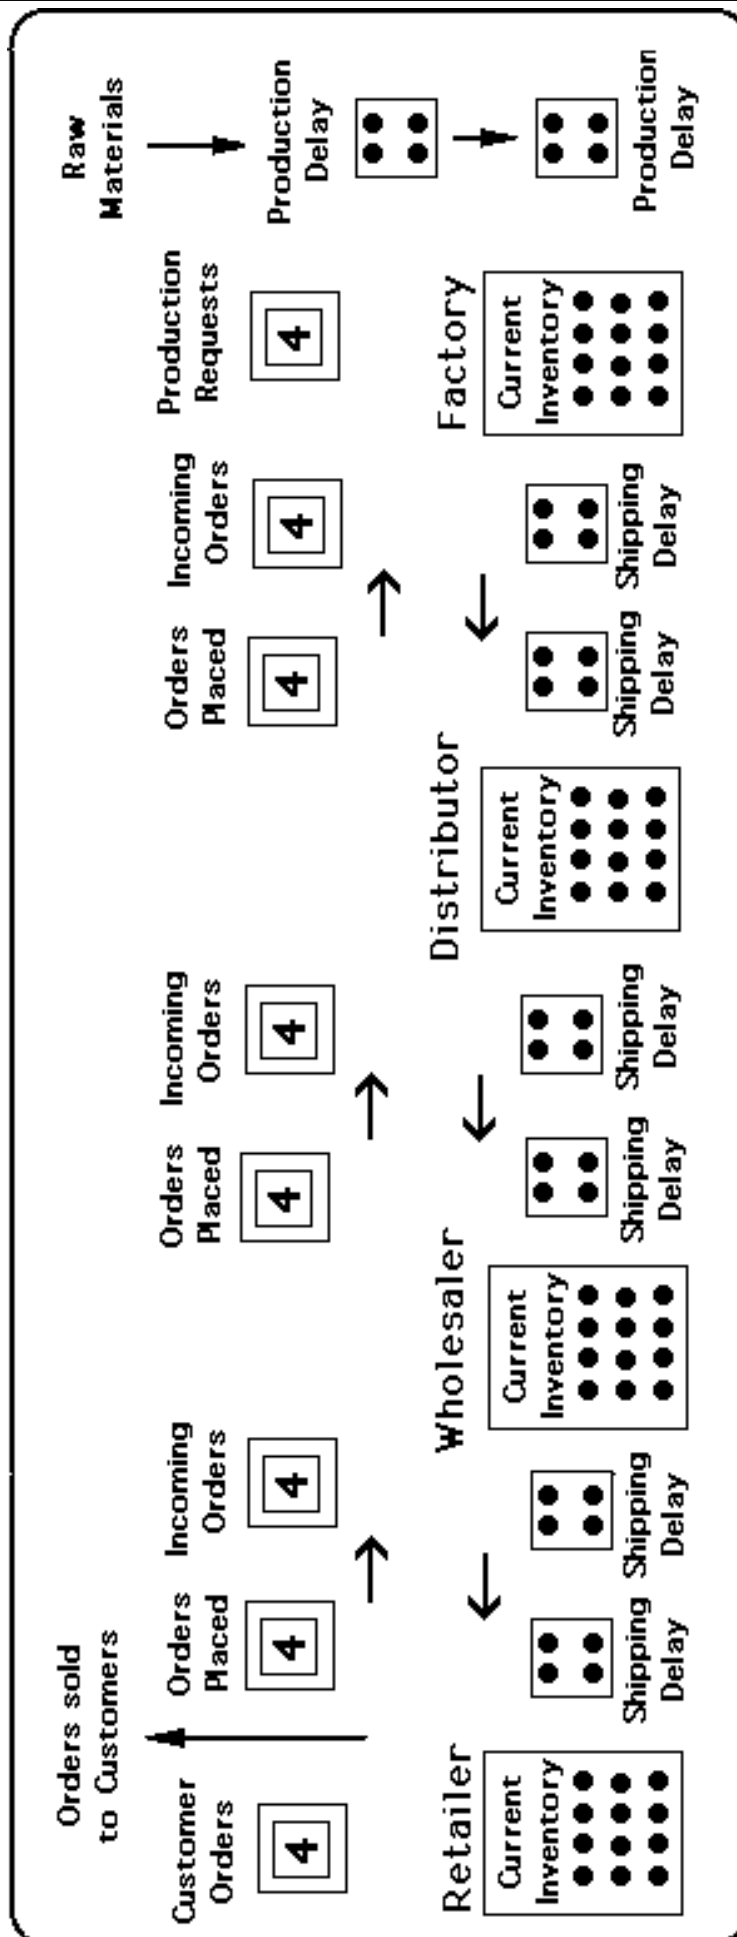 Orders sold
to Customers
Raw
Materials
Customer
Orders
4
Orders
Placed
4
Incoming
Orders
4
Orders
Placed
4
Incoming
Orders
4
Orders
Placed
4
Incoming
Orders
4
Production
Requests
4
Production
Delay
Retailer
Current
Inventory
Shipping
Delay
Shipping
Delay
Wholesaler
Current
Inventory
Shipping
Delay
Shipping
Delay
Distributor
Current
Inventory
Shipping
Delay
Shipping
Delay
Factory
Current
Inventory
Production
Delay